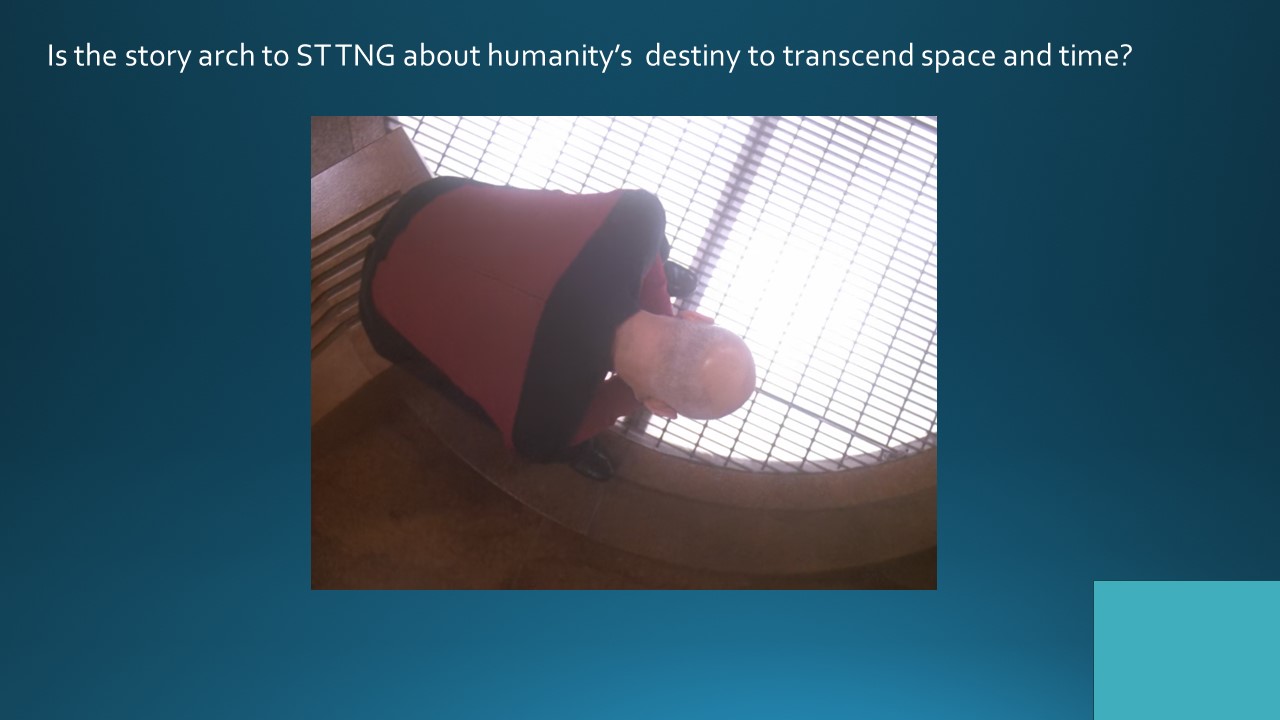 Is the story arch to ST TNG about humanity’s  destiny to transcend space and time?